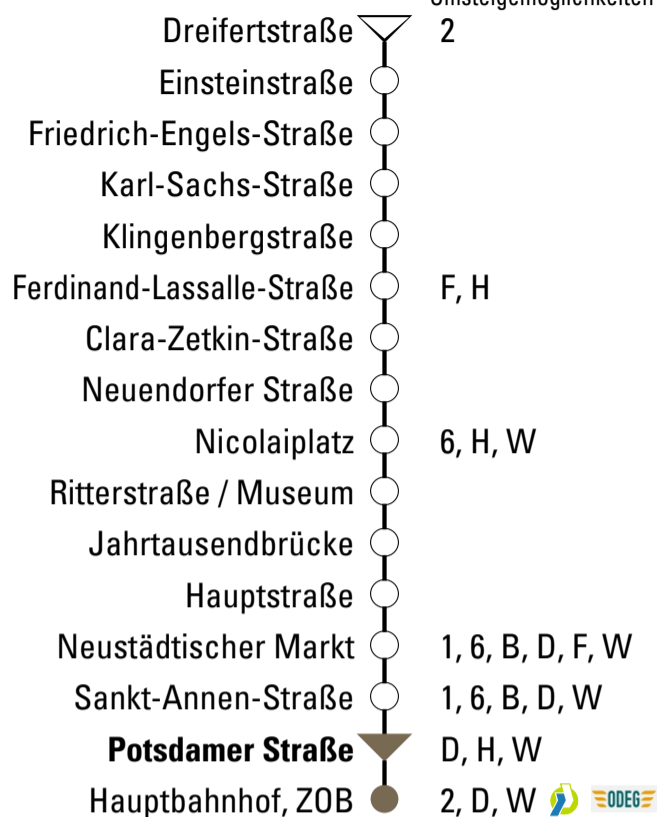 Umsteigemöglichkeiten
Dreifertstraße 2
Einsteinstraße
Friedrich-Engels-Straße
Karl-Sachs-Straße
Klingenbergstraße
Ferdinand-Lassalle-Straße F, H
Clara-Zetkin-Straße
Neuendorfer Straße
Nicolaiplatz 6, H, W
Ritterstraße / Museum
Jahrtausendbrücke
Hauptstraße
Neustädtischer Markt 1, 6, B, D, F, W
Sankt-Annen-Straße 1, 6, B, D, W
Potsdamer Straße D, H, W
Hauptbahnhof, ZOB 2, D, W ODEG